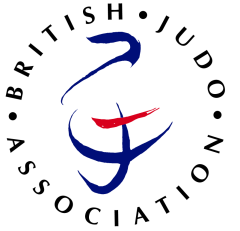 BRITISH • JUDO •
ASSOCIATION •